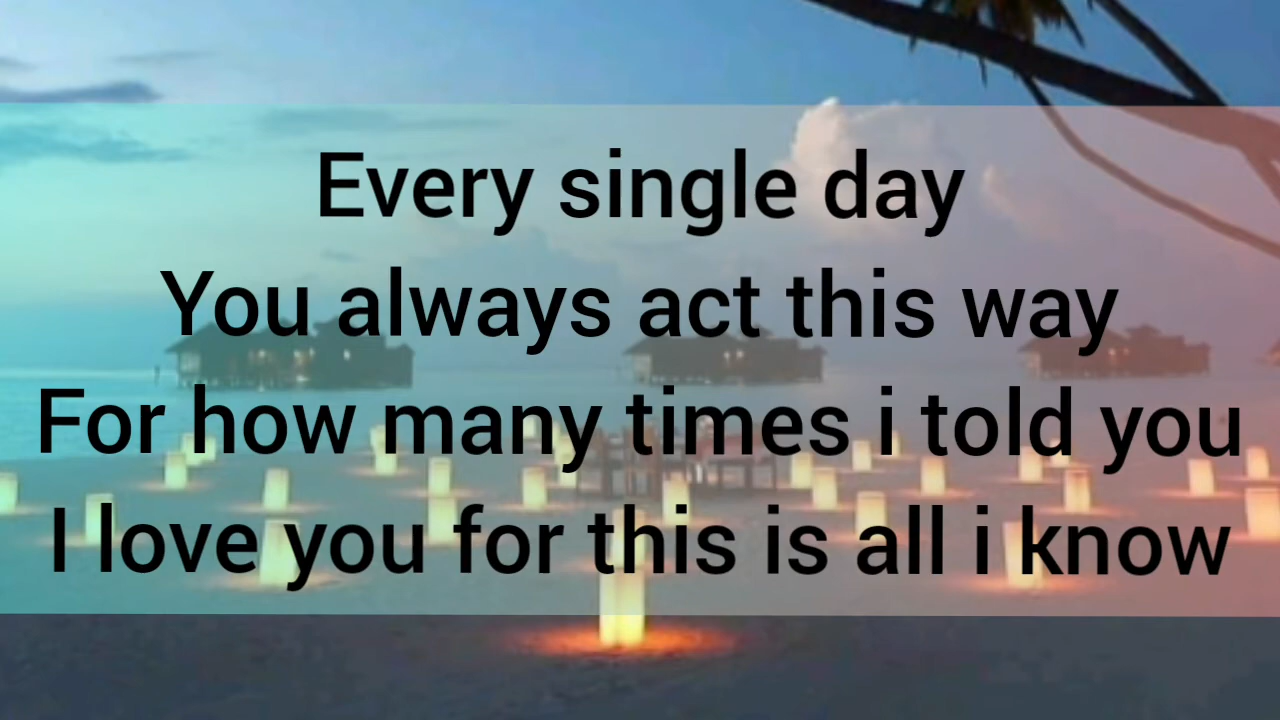 Every single day
You always act this way
For how many times i told you
I love you for this is all i know